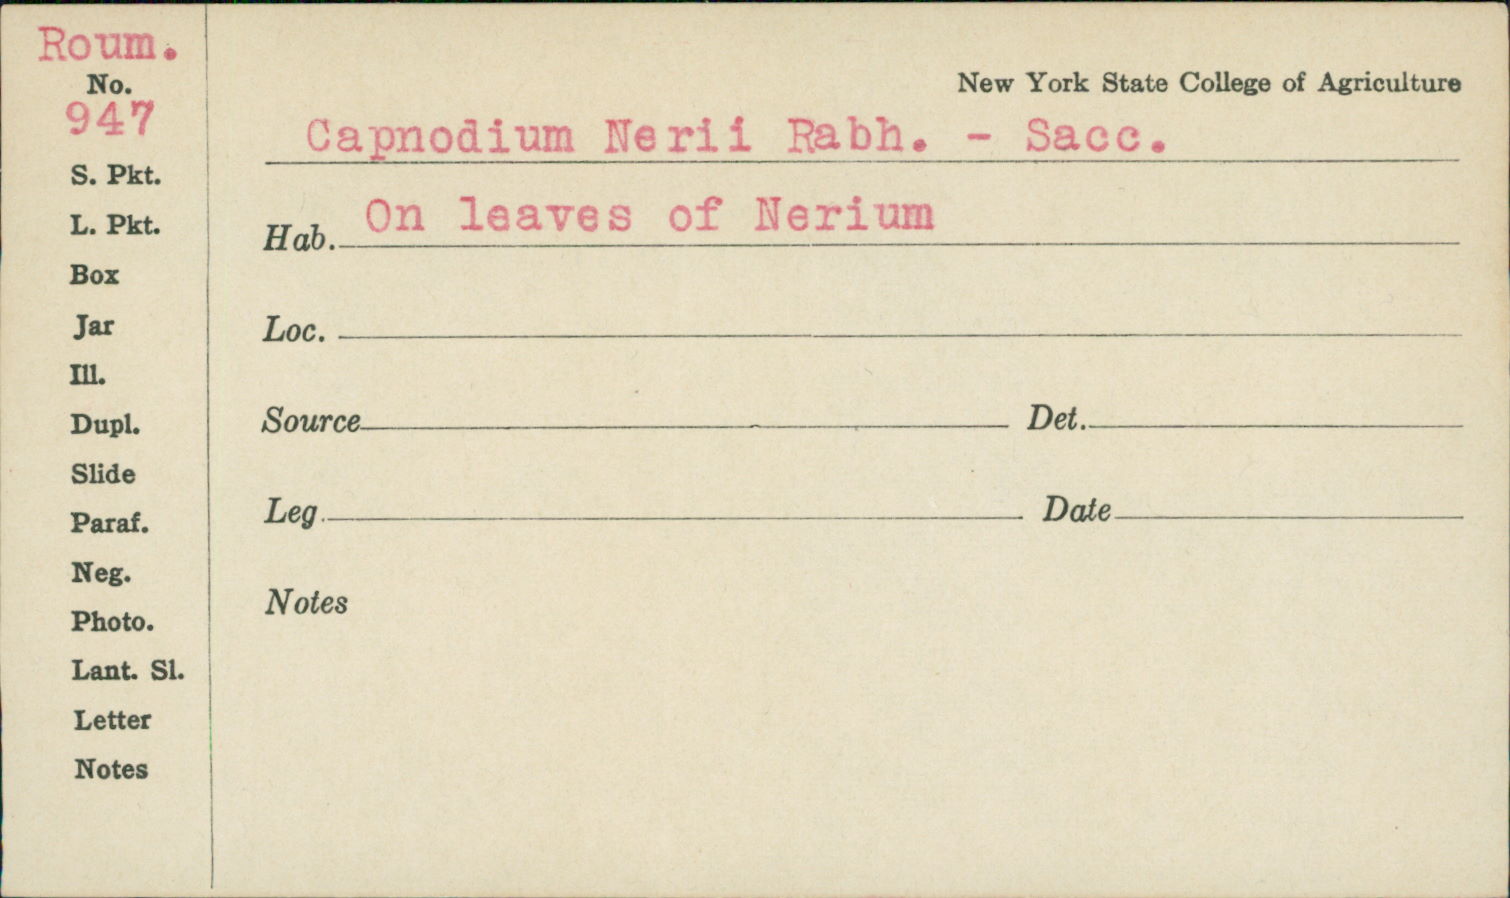 Roum.
No.
947
S. Pkt.
L. Pkt.
Box
Jar
Ill.
Dupl.
Slide
Paraf.
Neg.
Photo.
Lant. Sl.
Letter
Notes
New York State College of Agriculture
Capnodium Nerii Rabh. - Sacc.
Hab. On leaves of Nerium
Loc.
Source Det.
Leg. Date
Notes